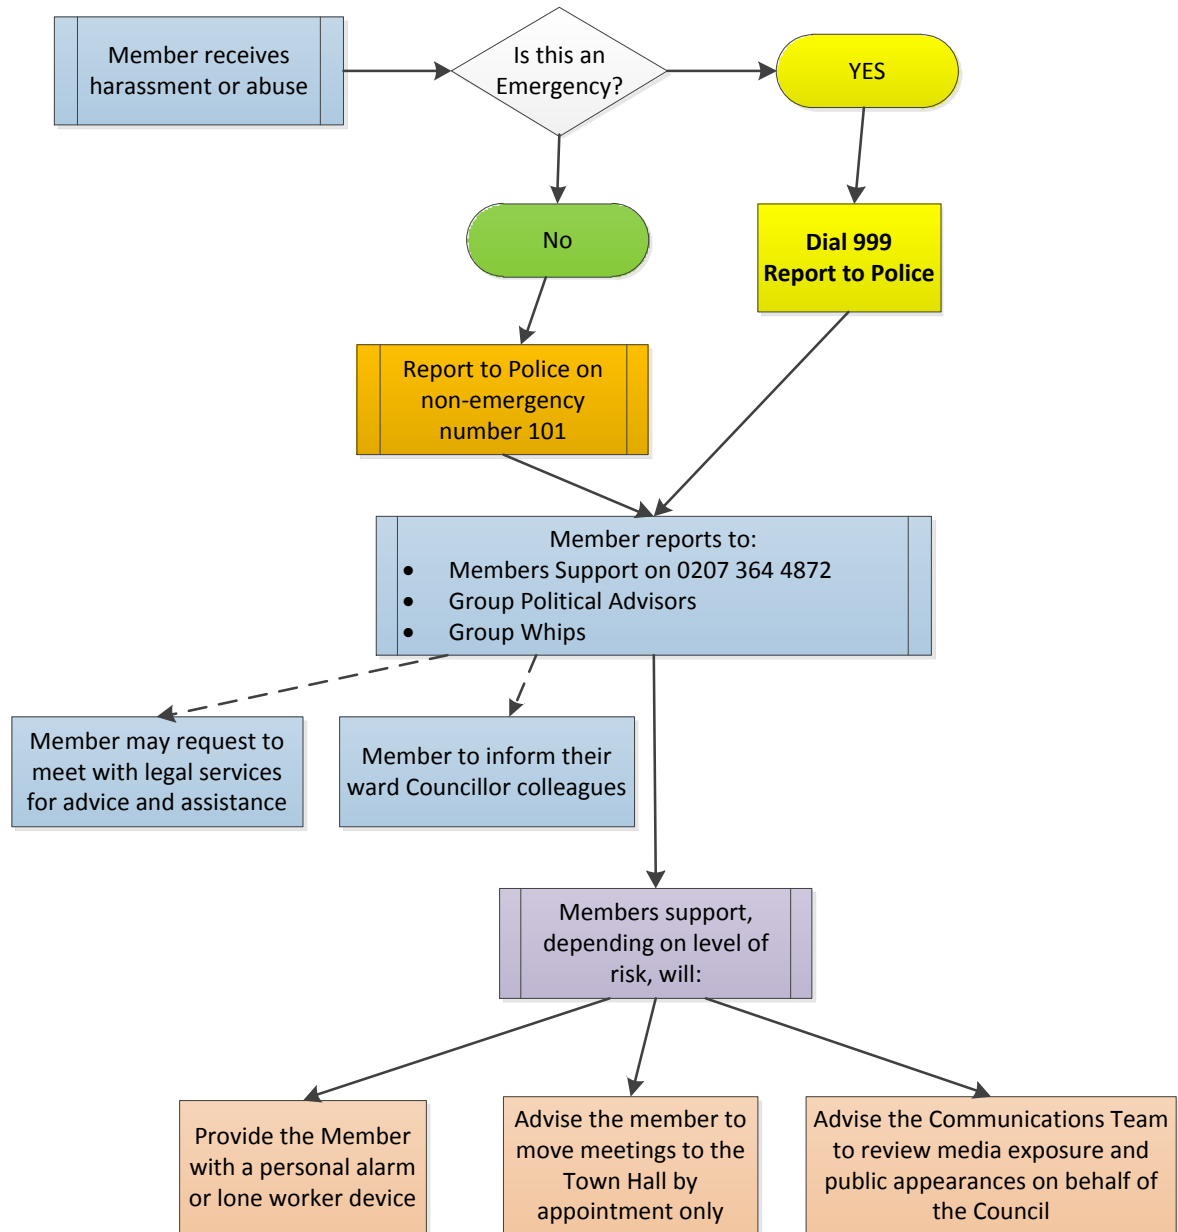 Member receives
harassment or abuse
Is this an
Emergency?
YES
No
Dial 999
Report to Police
Report to Police on
non-emergency
number 101
Member reports to:
• Members Support on 0207 364 4872
• Group Political Advisors
• Group Whips
Member may request to
meet with legal services
for advice and assistance
Member to inform their
ward Councillor colleagues
Members support,
depending on level of
risk, will:
Provide the Member
with a personal alarm
or lone worker device
Advise the member to
move meetings to the
Town Hall by
appointment only
Advise the Communications Team
to review media exposure and
public appearances on behalf of
the Council